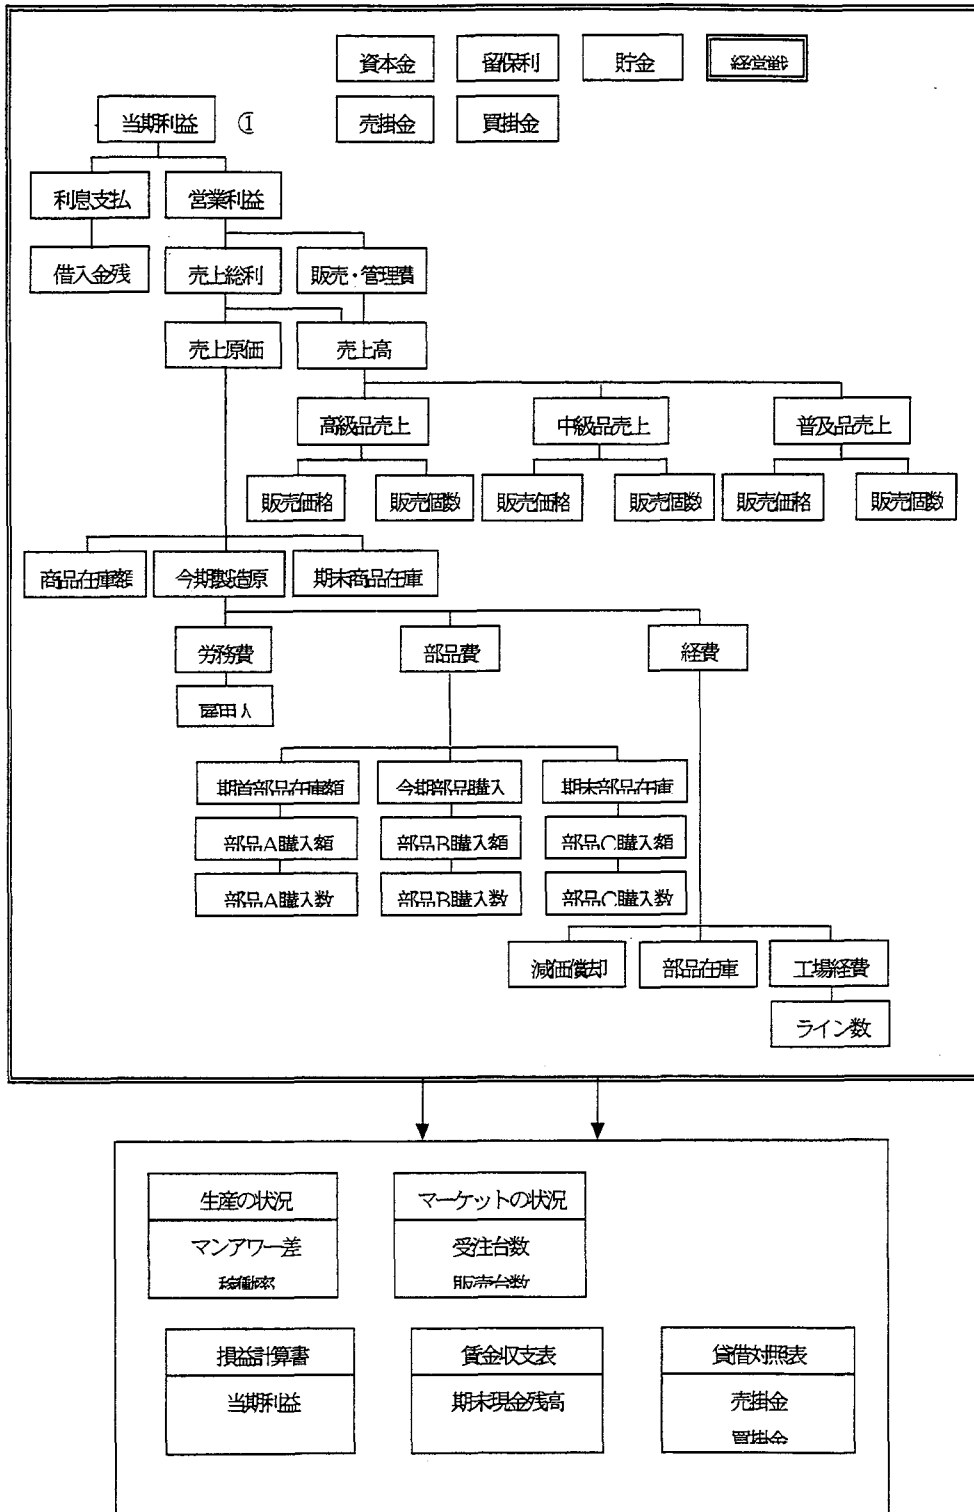 資本金 留保利 貯金
売掛金 買掛金
当期利益 ①
利息支払 営業利益
借入金残 売上総利 販売・管理費
売上原価 売上高
高級品売上 中級品売上 普及品売上
販売価格 販売個数 販売価格 販売個数 販売価格 販売個数
商品在庫額 今期製造原 期末商品在庫
労務費 部品費 経費
期首部品在庫額 今期部品購入 期末部品在庫
部品A購入額 部品B購入額 部品C購入額
部品A購入数 部品B購入数 部品C購入数
減価償却 部品在庫 工場経費
ライン数
生産の状況 マーケットの状況
マンアワー差 受注台数
稼働率 販売台数
損益計算書 賃金収支表 貸借対照表
当期利益 期末現金残高 売掛金
買掛金